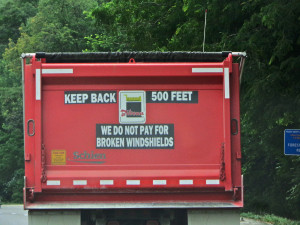 KEEP BACK 500 FEET
WE DO NOT PAY FOR
BROKEN WINDSHIELDS